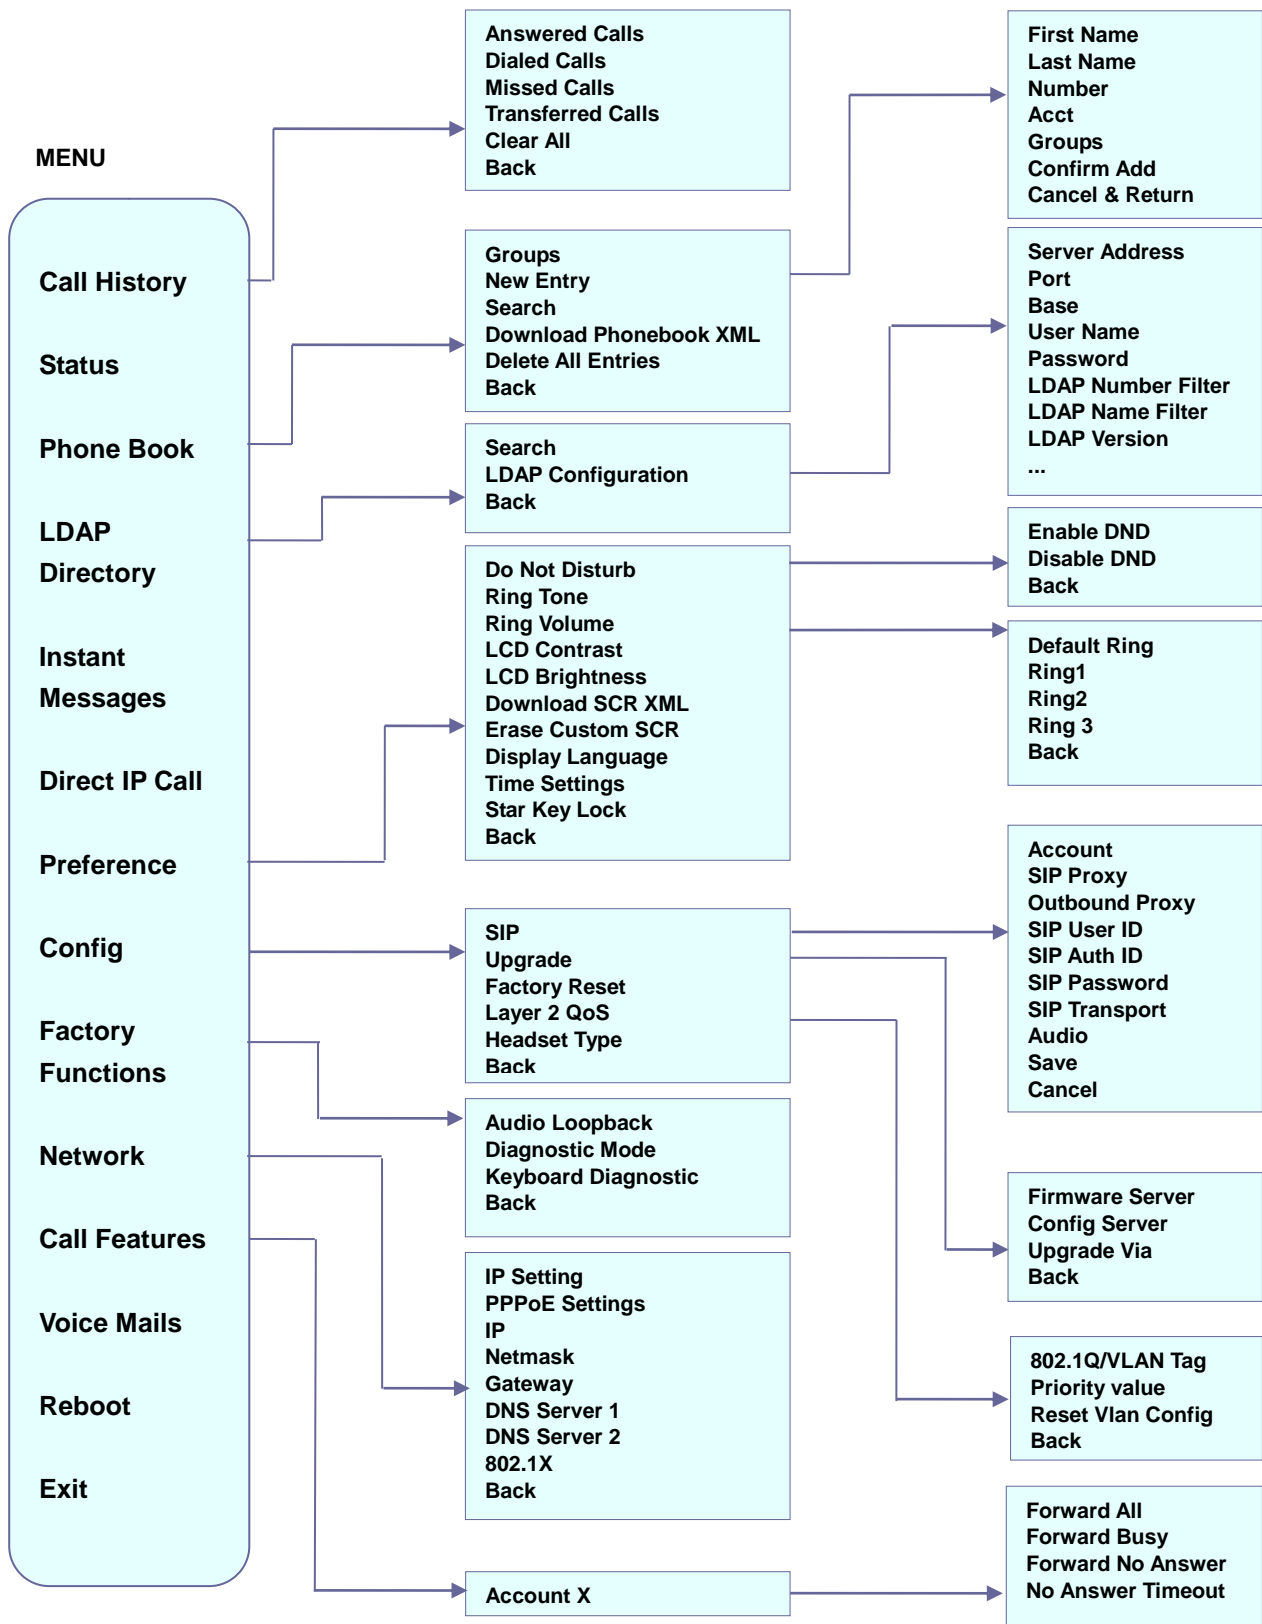 MENU
Call History
Status
Phone Book
LDAP
Directory
Instant
Messages
Direct IP Call
Preference
Config
Factory
Functions
Network
Call Features
Voice Mails
Reboot
Exit
Answered Calls
Dialed Calls
Missed Calls
Transferred Calls
Clear All
Back
Groups
New Entry
Search
Download Phonebook XML
Delete All Entries
Back
Search
LDAP Configuration
Back
Do Not Disturb
Ring Tone
Ring Volume
LCD Contrast
LCD Brightness
Download SCR XML
Erase Custom SCR
Display Language
Time Settings
Star Key Lock
Back
SIP
Upgrade
Factory Reset
Layer 2 QoS
Headset Type
Back
Audio Loopback
Diagnostic Mode
Keyboard Diagnostic
Back
IP Setting
PPPoE Settings
IP
Netmask
Gateway
DNS Server 1
DNS Server 2
802.1X
Back
Account X
First Name
Last Name
Number
Acct
Groups
Confirm Add
Cancel & Return
Server Address
Port
Base
User Name
Password
LDAP Number Filter
LDAP Name Filter
LDAP Version
...
Enable DND
Disable DND
Back
Default Ring
Ring1
Ring2
Ring 3
Back
Account
SIP Proxy
Outbound Proxy
SIP User ID
SIP Auth ID
SIP Password
SIP Transport
Audio
Save
Cancel
Firmware Server
Config Server
Upgrade Via
Back
802.1Q/VLAN Tag
Priority value
Reset Vlan Config
Back
Forward All
Forward Busy
Forward No Answer
No Answer Timeout